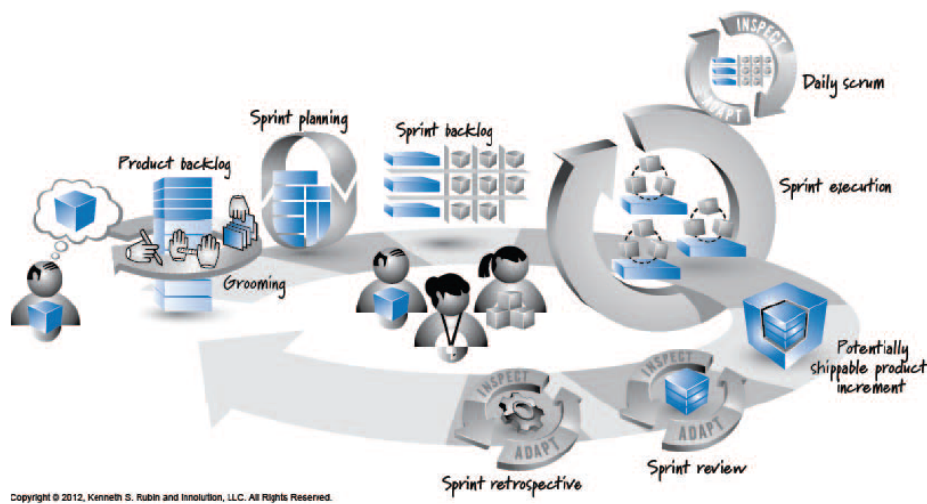 INSPECT
ADAPT
Daily scrum
Sprint planning
Sprint backlog
Product backlog
Sprint execution
Grooming
Potentially
shippable product
increment
INSPECT
ADAPT
INSPECT
ADAPT
Sprint review
Sprint retrospective
Copyright © 2012, Kenneth S. Rubin and Innolution, LLC. All Rights Reserved.